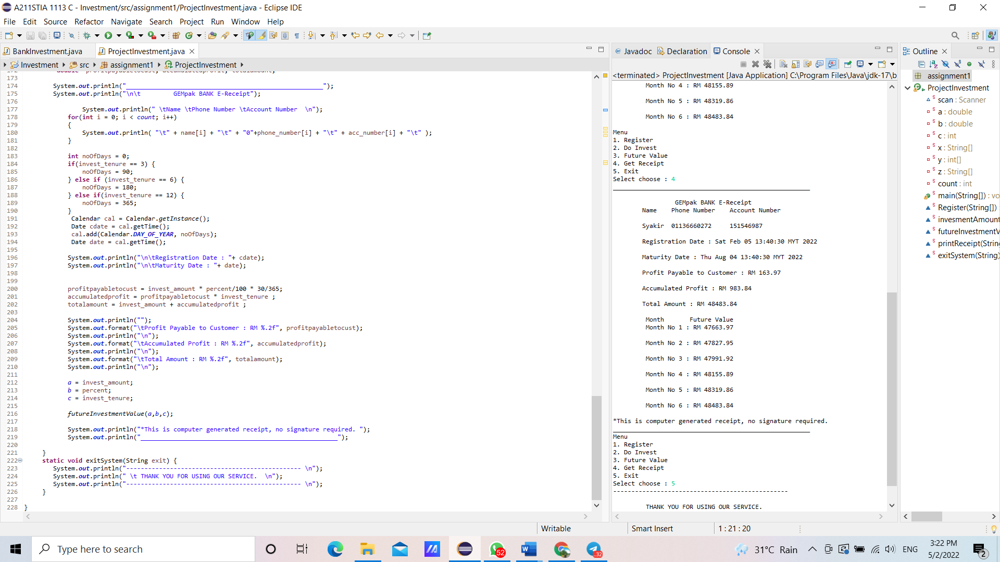 A211STIA 1113 C - Investment/src/assignment1/ProjectInvestment.java - Eclipse IDE
File Edit Source Refactor Navigate Search Project Run Window Help
BankInvestment.java ProjectInvestment.java
Investment src assignment1 ProjectInvestment
173
174 System.out.println("______________________________________________________");
175 System.out.println("\n\t GEMpak BANK E-Receipt");
176
177 System.out.println(" \tName \tPhone Number \tAccount Number \n");
178 for(int i = 0; i < count; i++)
179 {
180 System.out.println( "\t" + name[i] + "\t" + "0"+phone_number[i] + "\t" + acc_number[i] + "\t" );
181 }
182
183 int noOfDays = 0;
184 if(invest_tenure == 3) {
185 noOfDays = 90;
186 } else if (invest_tenure == 6) {
187 noOfDays = 180;
188 } else if(invest_tenure == 12) {
189 noOfDays = 365;
190 }
191 Calendar cal = Calendar.getInstance();
192 Date cdate = cal.getTime();
193 cal.add(Calendar.DAY_OF_YEAR, noOfDays);
194 Date date = cal.getTime();
195
196 System.out.println("\n\tRegistration Date : "+ cdate);
197 System.out.println("\n\tMaturity Date : "+ date);
198
199
200 profitpayabletocust = invest_amount * percent/100 * 30/365;
201 accumulatedprofit = profitpayabletocust * invest_tenure ;
202 totalamount = invest_amount + accumulatedprofit ;
203
204 System.out.println("");
205 System.out.format("\tProfit Payable to Customer : RM %.2f", profitpayabletocust);
206 System.out.println("\n");
207 System.out.format("\tAccumulated Profit : RM %.2f", accumulatedprofit);
208 System.out.println("\n");
209 System.out.format("\tTotal Amount : RM %.2f", totalamount);
210 System.out.println("\n");
211
212 a = invest_amount;
213 b = percent;
214 c = invest_tenure;
215
216 futureInvestmentValue(a,b,c);
217
218 System.out.println("*This is computer generated receipt, no signature required. ");
219 System.out.println("______________________________________________________");
220
221 }
222 static void exitSystem(String exit) {
223 System.out.println("------------------------------------------------ \n");
224 System.out.println(" \t THANK YOU FOR USING OUR SERVICE. \n");
225 System.out.println("------------------------------------------------ \n");
226 }
227
228 }
Javadoc Declaration Console
<terminated> ProjectInvestment [Java Application] C:\Program Files\Java\jdk-17\b
Month No 4 : RM 48155.89
Month No 5 : RM 48319.86
Month No 6 : RM 48483.84
Menu
1. Register
2. Do Invest
3. Future Value
4. Get Receipt
5. Exit
Select choose : 4
______________________________________________________
GEMpak BANK E-Receipt
Name Phone Number Account Number
Syakir 01136660272 151546987
Registration Date : Sat Feb 05 13:40:30 MYT 2022
Maturity Date : Thu Aug 04 13:40:30 MYT 2022
Profit Payable to Customer : RM 163.97
Accumulated Profit : RM 983.84
Total Amount : RM 48483.84
Month Future Value
Month No 1 : RM 47663.97
Month No 2 : RM 47827.95
Month No 3 : RM 47991.92
Month No 4 : RM 48155.89
Month No 5 : RM 48319.86
Month No 6 : RM 48483.84
*This is computer generated receipt, no signature required.
______________________________________________________
Menu
1. Register
2. Do Invest
3. Future Value
4. Get Receipt
5. Exit
Select choose : 5
------------------------------------------------
THANK YOU FOR USING OUR SERVICE.
Outline
assignment1
ProjectInvestment
scan : Scanner
a : double
b : double
c : int
x : String[]
y : int[]
z : String[]
count : int
main(String[]) : vo
Register(String[])
invesmentAmount
futureInvestmentV
printReceipt(Strin
exitSystem(String)
Writable Smart Insert 1 : 21 : 20
Type here to search
52
..32
31°C Rain
ENG
3:22 PM
5/2/2022
2